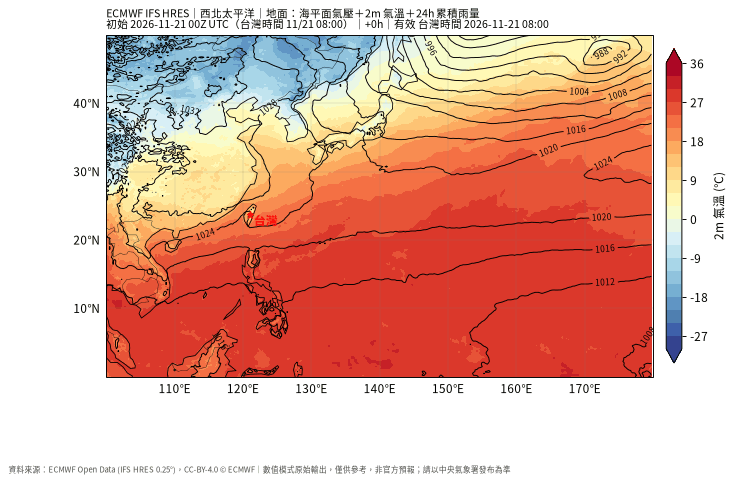 ECMWF IFS HRES｜西北太平洋｜地面：海平面氣壓＋2m 氣溫＋24h 累積雨量
初始 2026-11-21 00Z UTC（台灣時間 11/21 08:00）｜+0h｜有效 台灣時間 2026-11-21 08:00
996
988
992
1004
1008
1016
1020
1024
1028
1032
台灣
1024
1020
1016
1012
1008
40°N
30°N
20°N
10°N
110°E 120°E 130°E 140°E 150°E 160°E 170°E
36
27
18
9
0
-9
-18
-27
2m 氣溫 (°C)
資料來源：ECMWF Open Data (IFS HRES 0.25°)，CC-BY-4.0 © ECMWF｜數值模式原始輸出，僅供參考，非官方預報；請以中央氣象署發布為準